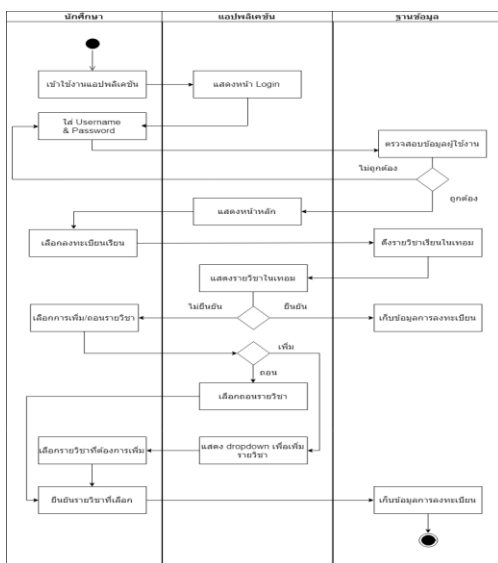 นักศึกษา
แอปพลิเคชัน
ฐานข้อมูล
เข้าใช้งานแอปพลิเคชัน
แสดงหน้า Login
ใส่ Username
& Password
ตรวจสอบข้อมูลผู้ใช้งาน
ไม่ถูกต้อง
ถูกต้อง
แสดงหน้าหลัก
เลือกลงทะเบียนเรียน
ดึงรายวิชาเรียนในเทอม
แสดงรายวิชาในเทอม
ไม่ยืนยัน
ยืนยัน
เลือกการเพิ่ม/ถอนรายวิชา
เก็บข้อมูลการลงทะเบียน
เพิ่ม
ถอน
เลือกถอนรายวิชา
เลือกรายวิชาที่ต้องการเพิ่ม
แสดง dropdown เพื่อเพิ่ม
รายวิชา
ยืนยันรายวิชาที่เลือก
เก็บข้อมูลการลงทะเบียน